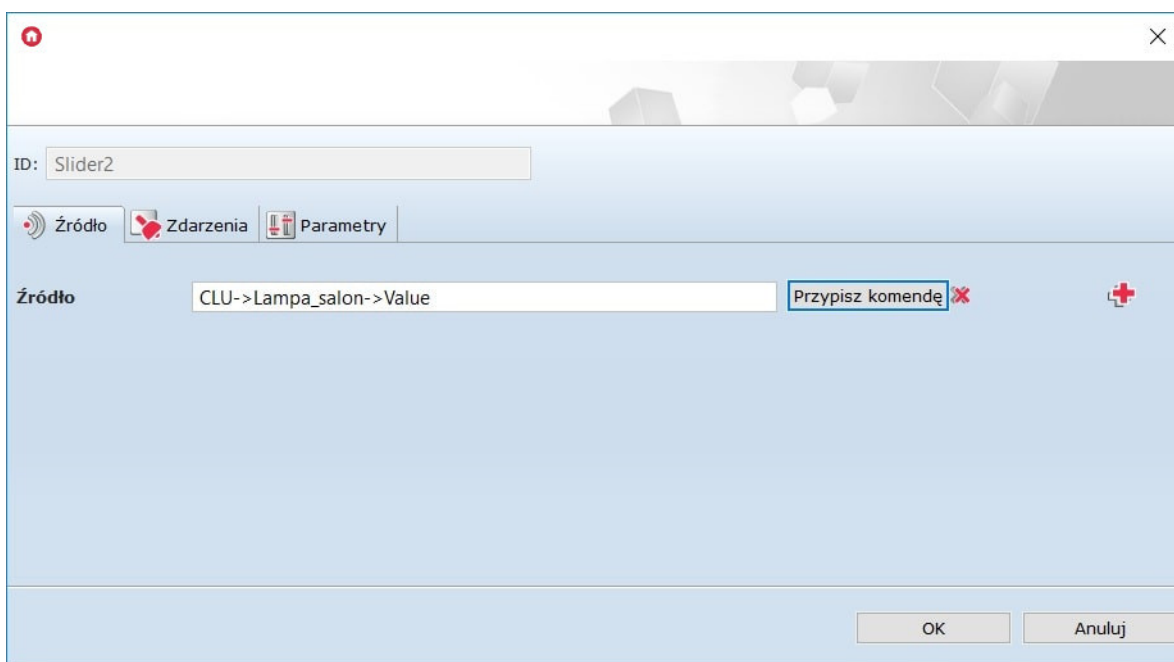 ID: Slider2
Źródło Zdarzenia Parametry
Źródło CLU->Lampa_salon->Value Przypisz komendę
OK Anuluj